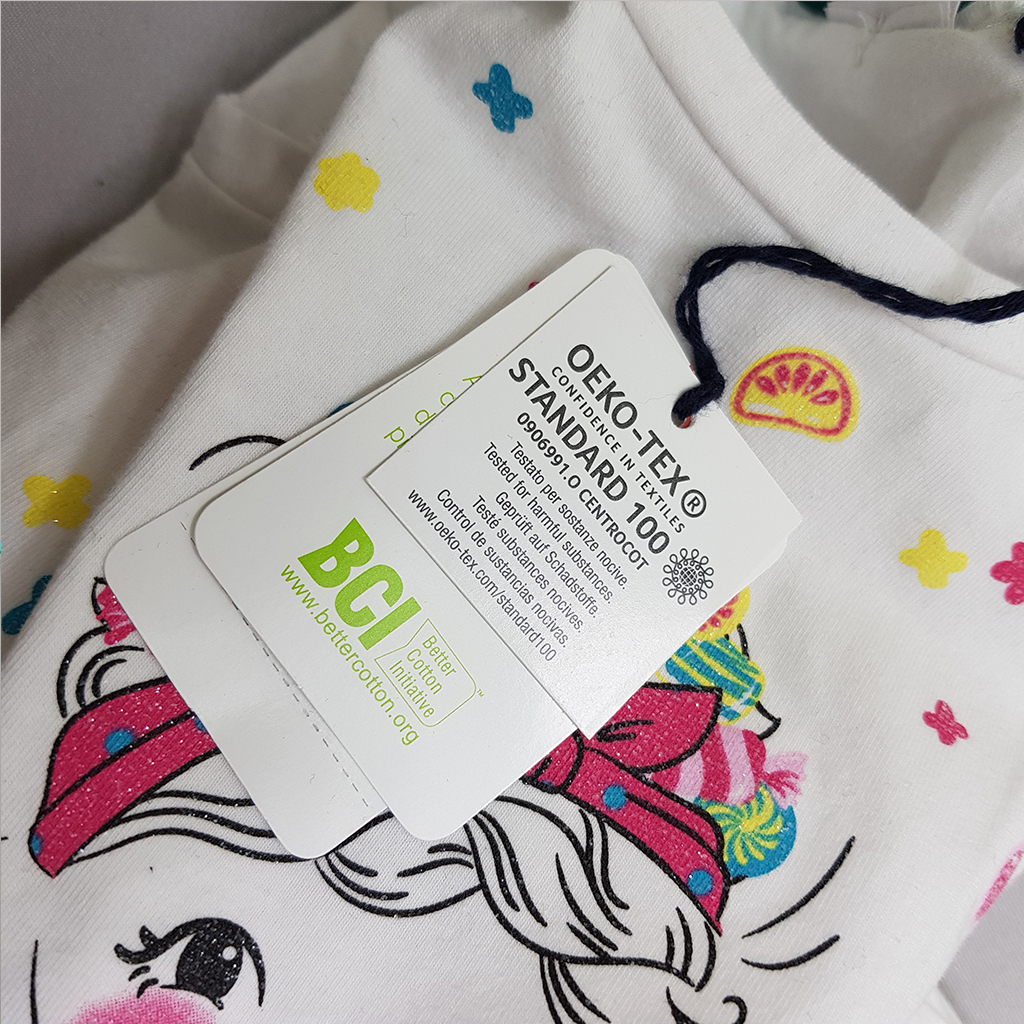 OEKO-TEX®
CONFIDENCE IN TEXTILES
STANDARD 100
0906991.0 CENTROCOT
Testato per sostanze nocive.
Tested for harmful substances.
Geprüft auf Schadstoffe.
Testé substances nocives.
Control de sustancias nocivas.
www.oeko-tex.com/standard100
BCI
Better
Cotton
Initiative™
www.bettercotton.org